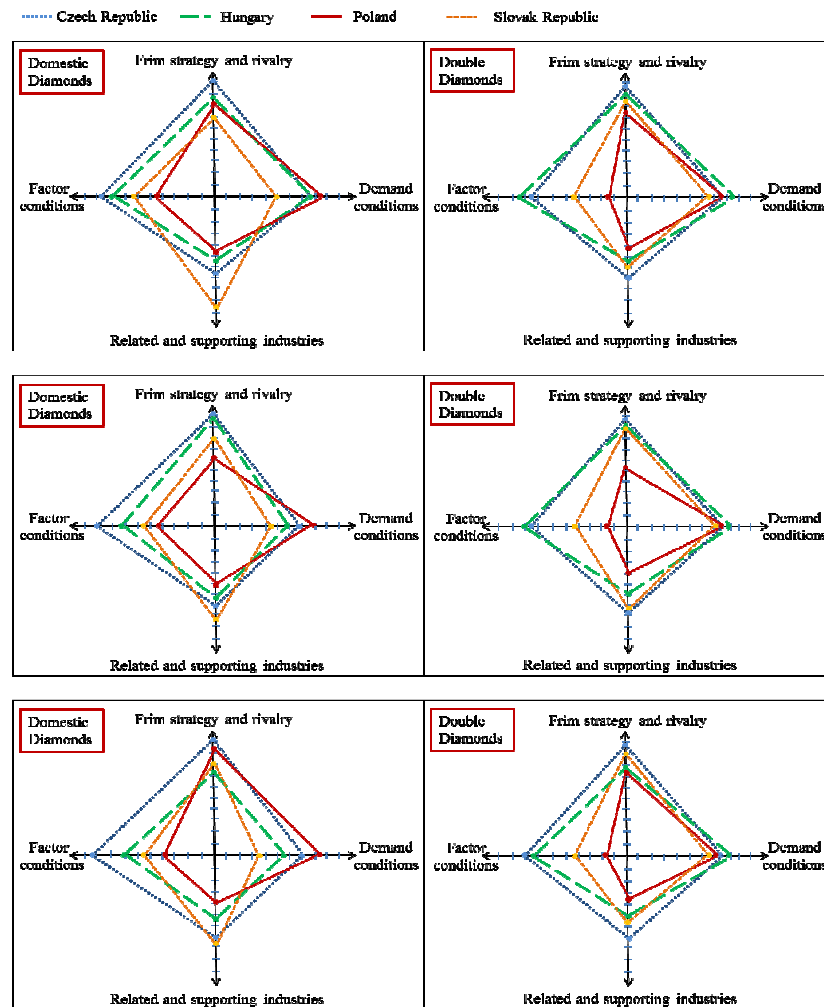 Czech Republic Hungary Poland Slovak Republic
Domestic Diamonds
Frim strategy and rivalry
Factor conditions
Demand conditions
Related and supporting industries
Double Diamonds
Frim strategy and rivalry
Factor conditions
Demand conditions
Related and supporting industries
Domestic Diamonds
Frim strategy and rivalry
Factor conditions
Demand conditions
Related and supporting industries
Double Diamonds
Frim strategy and rivalry
Factor conditions
Demand conditions
Related and supporting industries
Domestic Diamonds
Frim strategy and rivalry
Factor conditions
Demand conditions
Related and supporting industries
Double Diamonds
Frim strategy and rivalry
Factor conditions
Demand conditions
Related and supporting industries